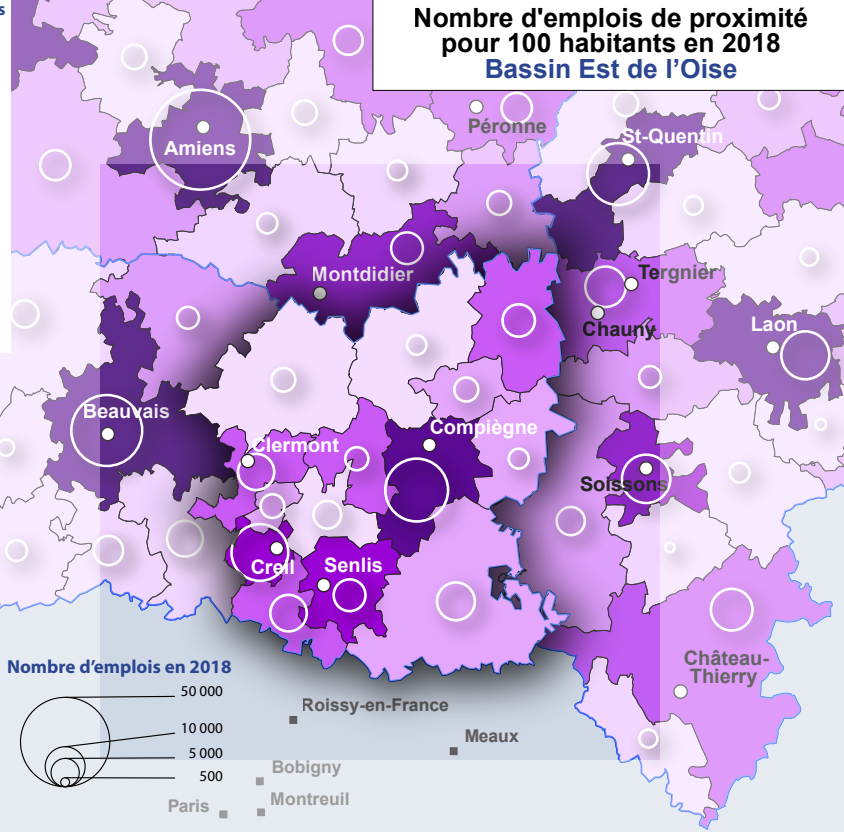 s
Nombre d'emplois de proximité
pour 100 habitants en 2018
Bassin Est de l'Oise
Péronne
St-Quentin
Amiens
Montdidier
Tergnier
Chauny
Laon
Beauvais
Clermont
Compiègne
Soissons
Creil
Senlis
Château-
Thierry
Nombre d'emplois en 2018
50 000
10 000
5 000
500
Roissy-en-France
Meaux
Bobigny
Paris
Montreuil